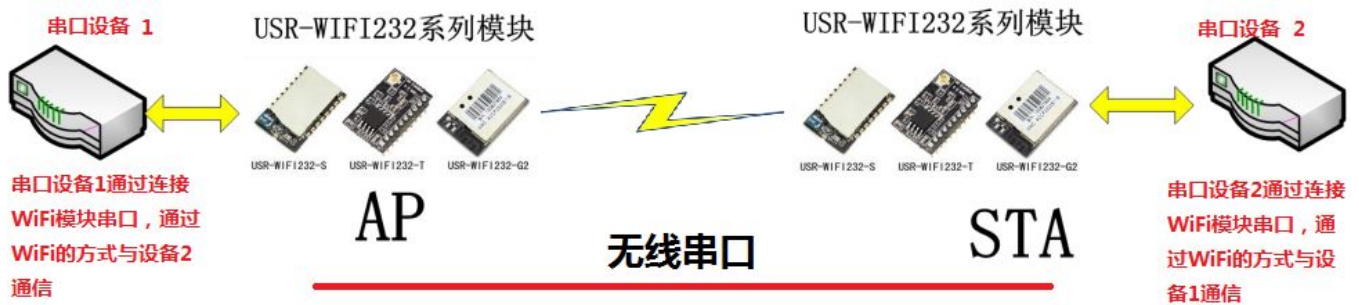 串口设备 1
USR-WIFI232系列模块
USR-WIFI232系列模块
串口设备 2
USR-WIFI232-S
USR-WIFI232-T
USR-WIFI232-G2
USR-WIFI232-S
USR-WIFI232-T
USR-WIFI232-G2
串口设备1通过连接
WiFi模块串口，通过
WiFi的方式与设备2
通信
AP
无线串口
STA
串口设备2通过连接
WiFi模块串口，通
过WiFi的方式与设
备1通信